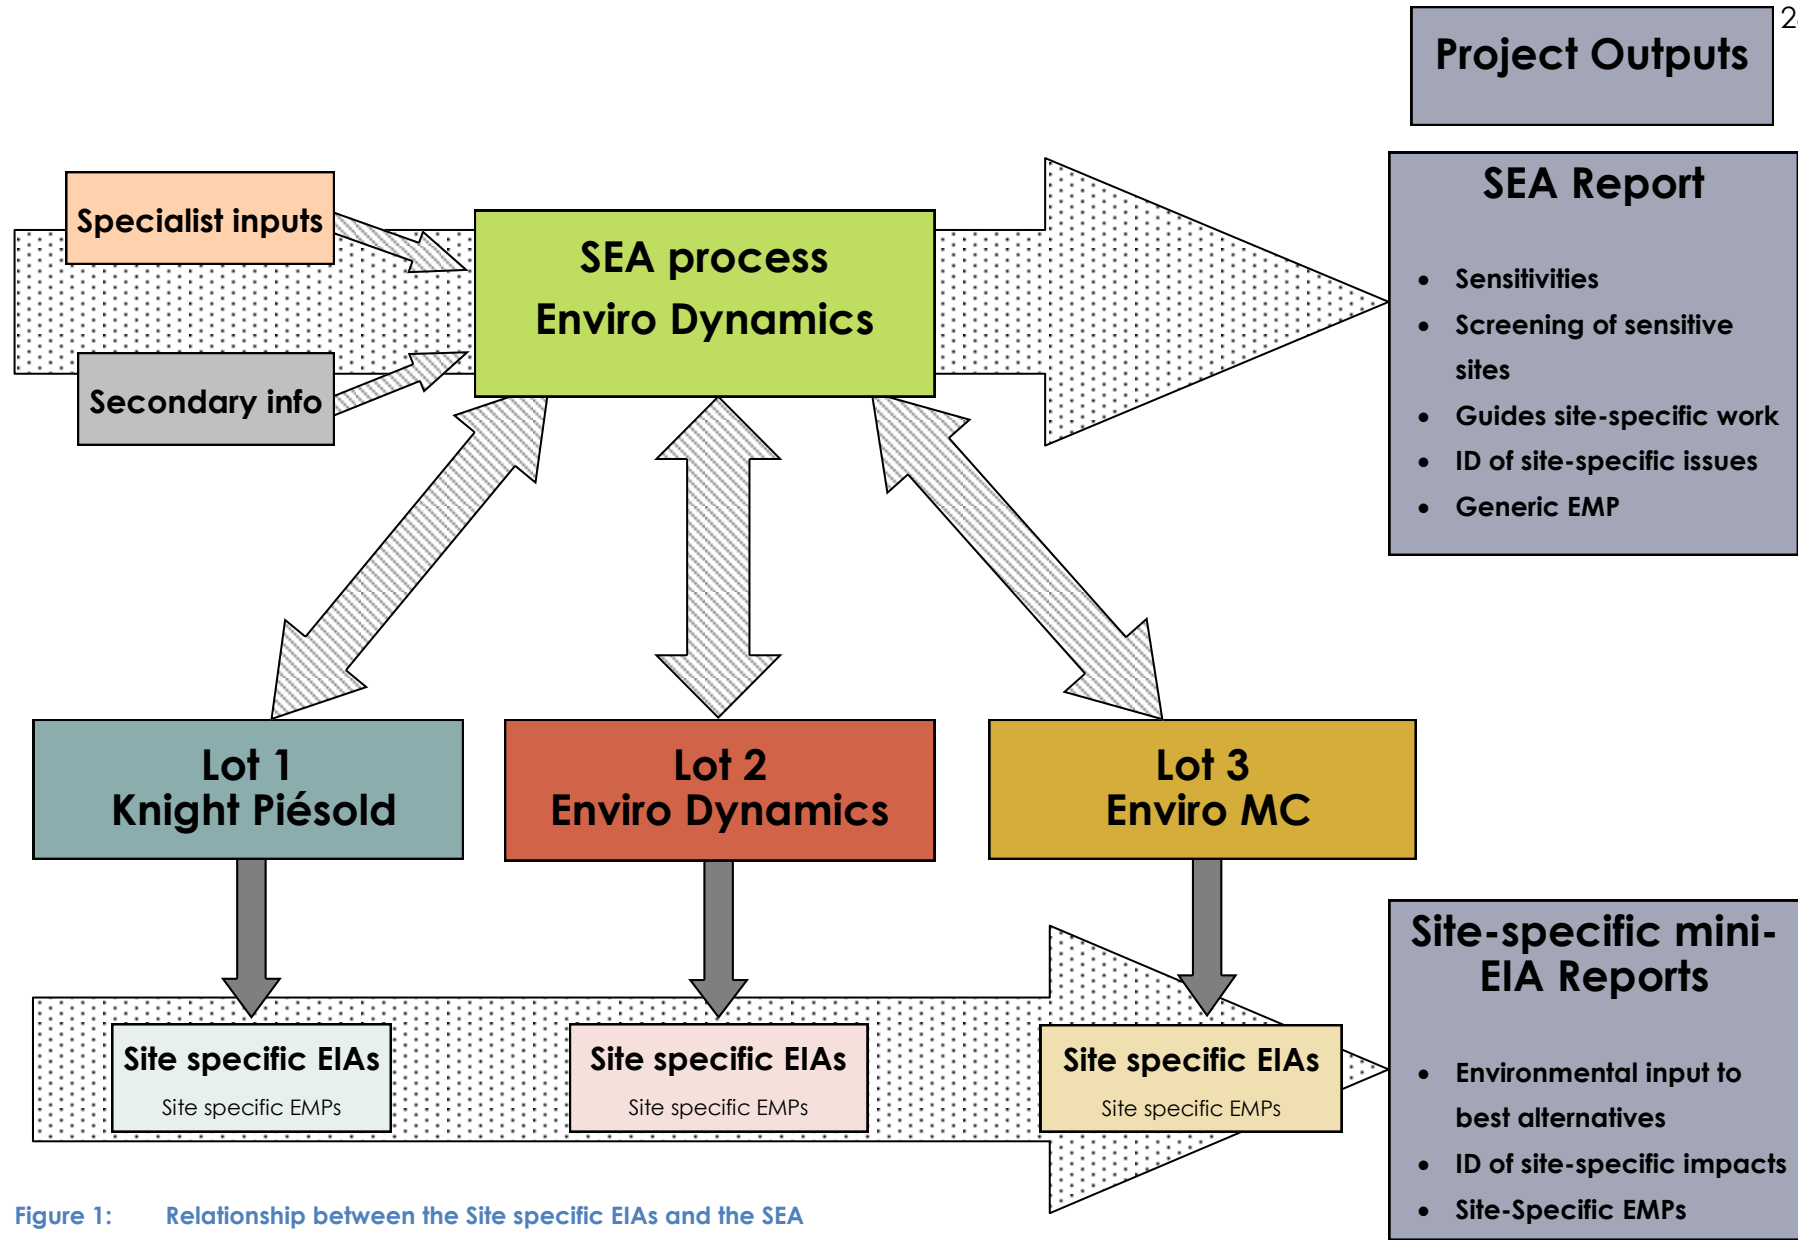 Project Outputs
SEA Report
• Sensitivities
• Screening of sensitive
sites
• Guides site-specific work
• ID of site-specific issues
• Generic EMP
Specialist inputs
Secondary info
SEA process
Enviro Dynamics
Lot 1
Knight Piésold
Lot 2
Enviro Dynamics
Lot 3
Enviro MC
Site specific EIAs
Site specific EMPs
Site specific EIAs
Site specific EMPs
Site specific EIAs
Site specific EMPs
Site-specific mini-
EIA Reports
• Environmental input to
best alternatives
• ID of site-specific impacts
• Site-Specific EMPs
Figure 1: Relationship between the Site specific EIAs and the SEA